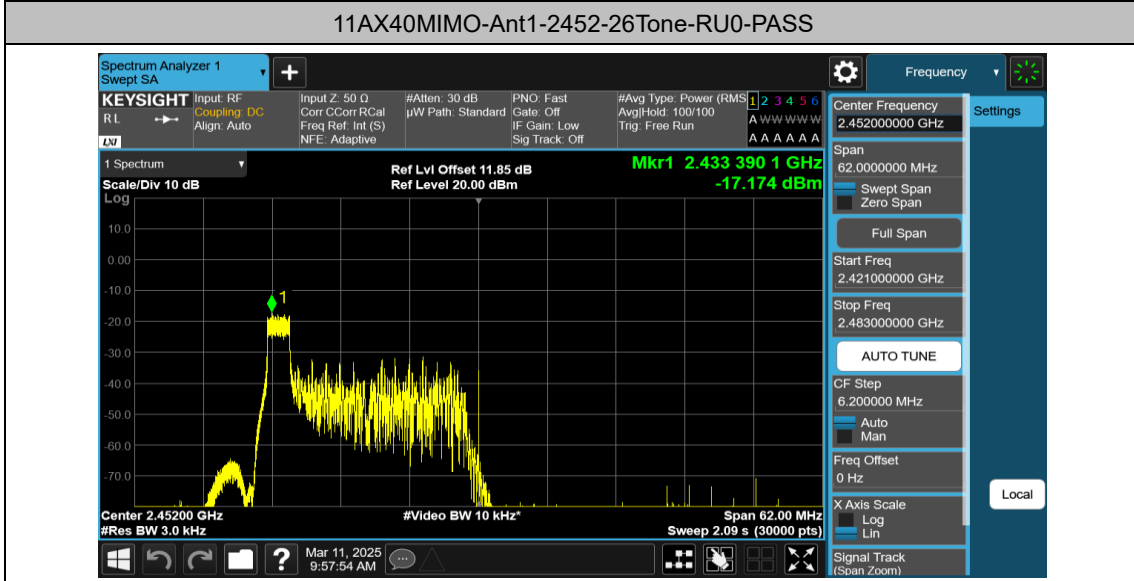 11AX40MIMO-Ant1-2452-26Tone-RU0-PASS
Spectrum Analyzer 1
Swept SA
Frequency
KEYSIGHT
R L
LXI
Input: RF
Coupling: DC
Align: Auto
Input Z: 50 Ω
Corr CCorr RCal
Freq Ref: Int (S)
NFE: Adaptive
#Atten: 30 dB
µW Path: Standard
PNO: Fast
Gate: Off
IF Gain: Low
Sig Track: Off
#Avg Type: Power (RMS
Avg|Hold: 100/100
Trig: Free Run
1 2 3 4 5 6
A W W W W W
A A A A A A
1 Spectrum
Scale/Div 10 dB
Log
Ref Lvl Offset 11.85 dB
Ref Level 20.00 dBm
Mkr1 2.433 390 1 GHz
-17.174 dBm
10.0
0.00
-10.0
1
-20.0
-30.0
-40.0
-50.0
-60.0
-70.0
Center 2.45200 GHz
#Res BW 3.0 kHz
#Video BW 10 kHz*
Span 62.00 MHz
Sweep 2.09 s (30000 pts)
Center Frequency
2.452000000 GHz
Settings
Span
62.0000000 MHz
Swept Span
Zero Span
Full Span
Start Freq
2.421000000 GHz
Stop Freq
2.483000000 GHz
AUTO TUNE
CF Step
6.200000 MHz
Auto
Man
Freq Offset
0 Hz
X Axis Scale
Log
Lin
Local
Signal Track
(Span Zoom)
?
Mar 11, 2025
9:57:54 AM